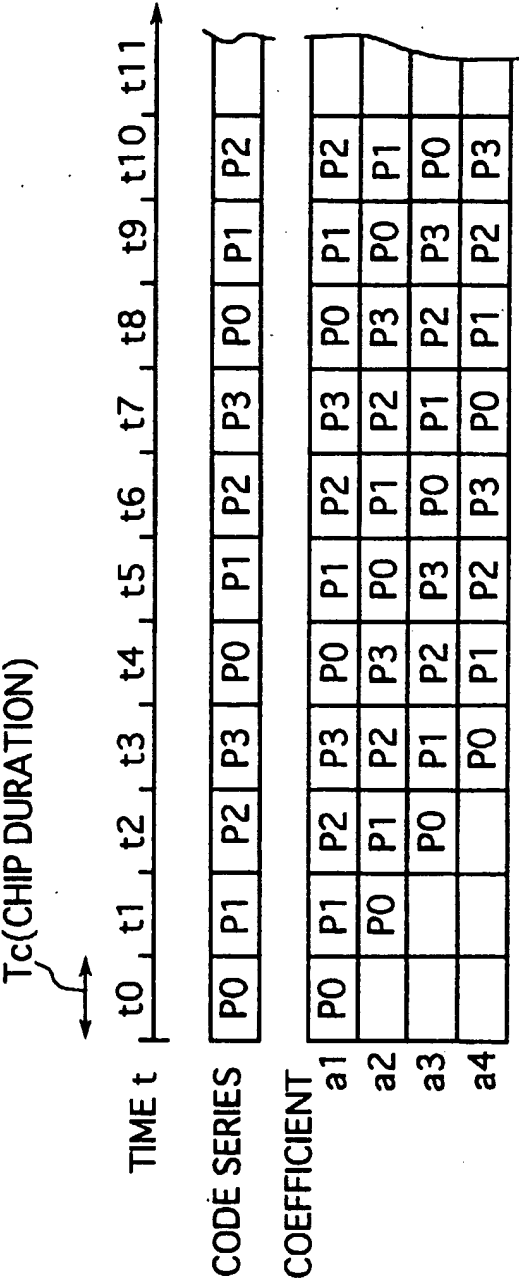 Tc(CHIP DURATION)
TIME t t0 t1 t2 t3 t4 t5 t6 t7 t8 t9 t10 t11
CODE SERIES P0 P1 P2 P3 P0 P1 P2 P3 P0 P1 P2
COEFFICIENT
a1 P0 P1 P2 P3 P0 P1 P2 P3 P0 P1 P2
a2 P0 P1 P2 P3 P0 P1 P2 P3 P0 P1
a3 P0 P1 P2 P3 P0 P1 P2 P3 P0
a4 P0 P1 P2 P3 P0 P1 P2 P3